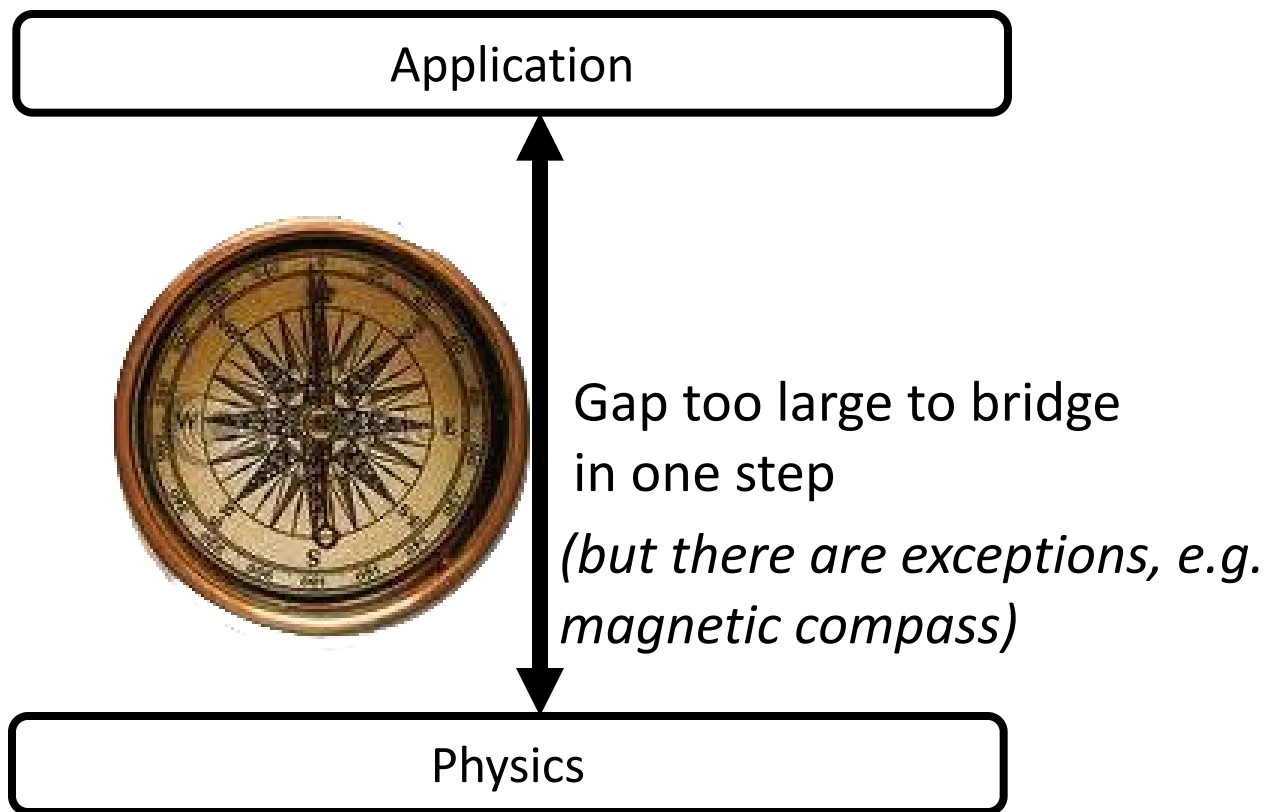 Application
W
E
S
Gap too large to bridge
in one step
(but there are exceptions, e.g.
magnetic compass)
Physics